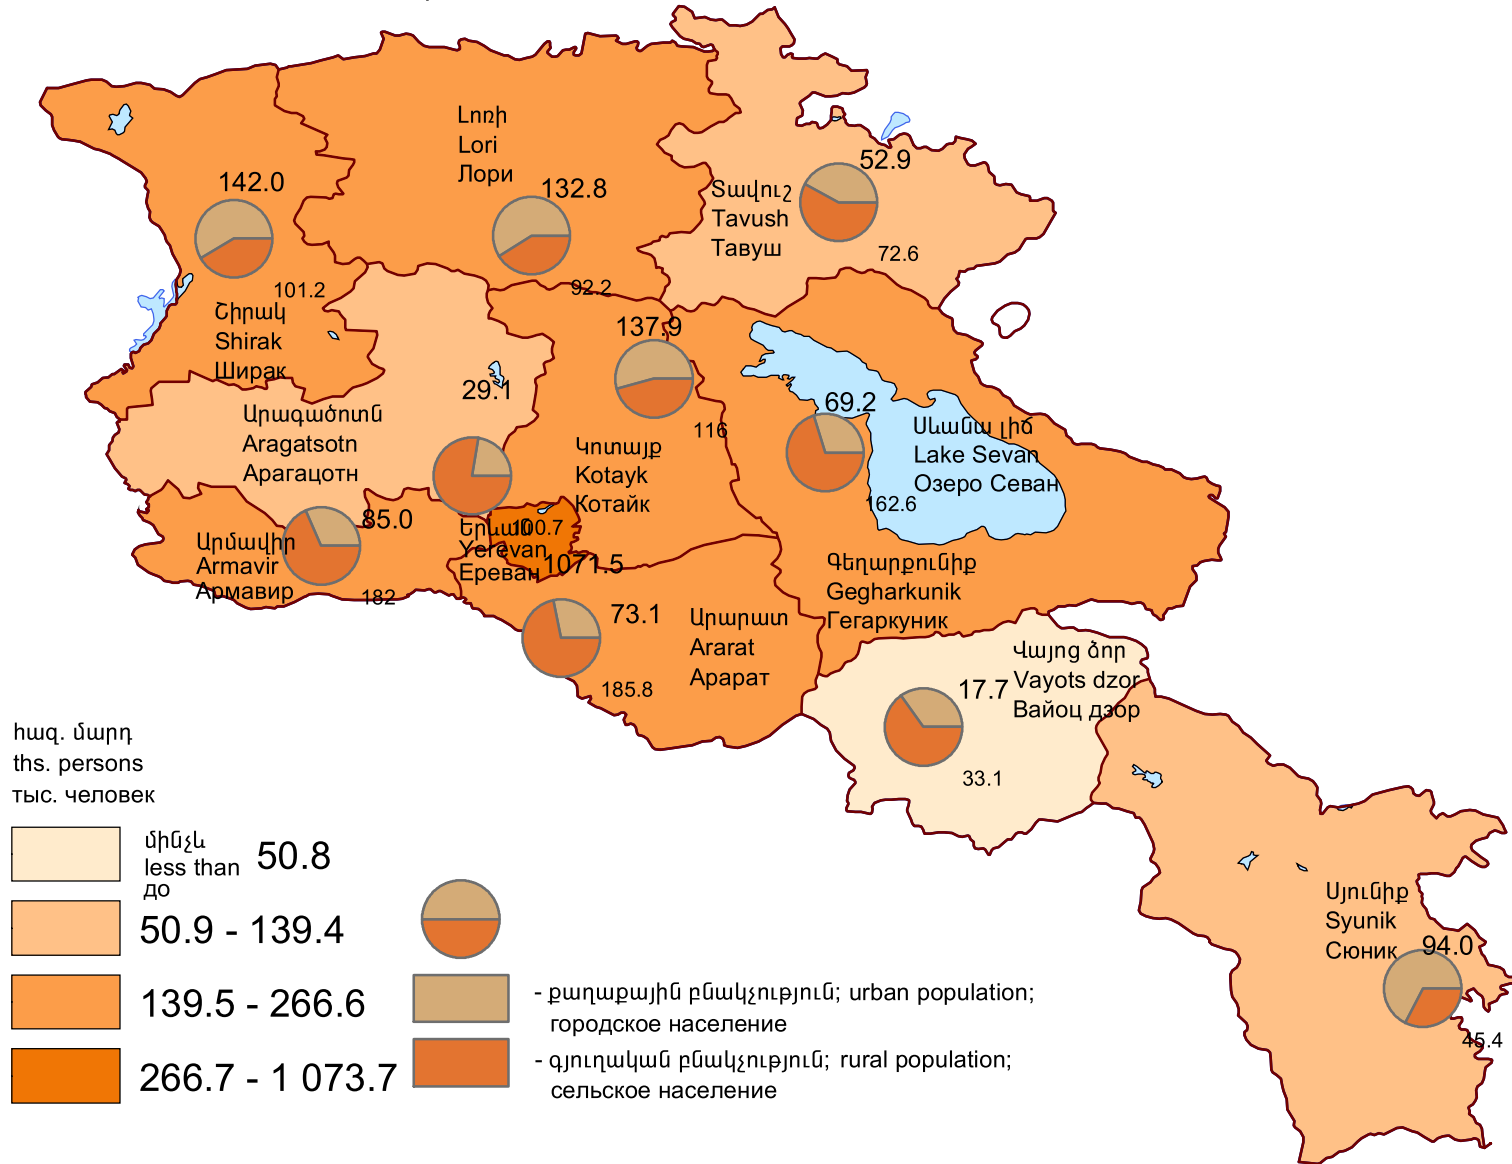 Լոռի
Lori
Лори
132.8
92.2
142.0
101.2
Շիրակ
Shirak
Ширак
52.9
Տավուշ
Tavush
Тавуш
72.6
137.9
116
Կոտայք
Kotayk
Котайк
29.1
Արագածոտն
Aragatsotn
Арагацотн
100.7
69.2
162.6
Սևանա լիճ
Lake Sevan
Озеро Севан
Գեղարքունիք
Gegharkunik
Гегаркуник
85.0
Արմավիր
Armavir
Армавир
182
Երևան
Yerevan
Ереван
1071.5
73.1
185.8
Արարատ
Ararat
Арарат
17.7
Վայոց ձոր
Vayots dzor
Вайоц дзор
33.1
Սյունիք
Syunik
Сюник
94.0
45.4
հազ. մարդ
ths. persons
тыс. человек
մինչև
less than 50.8
до
50.9 - 139.4
139.5 - 266.6
266.7 - 1 073.7
- քաղաքային բնակչություն; urban population;
городское население
- գյուղական բնակչություն; rural population;
сельское население